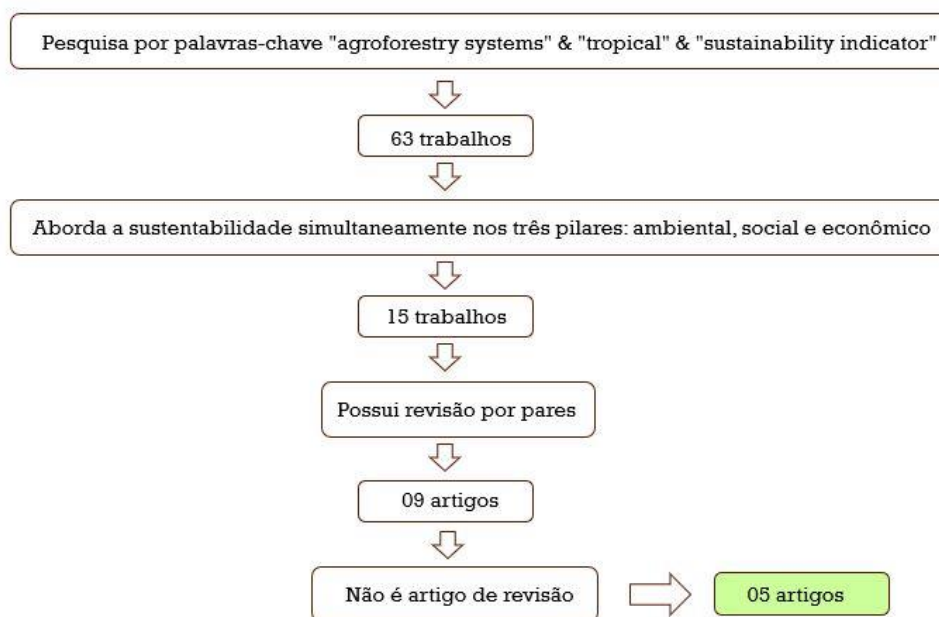 Pesquisa por palavras-chave "agroforestry systems" & "tropical" & "sustainability indicator"
63 trabalhos
Aborda a sustentabilidade simultaneamente nos três pilares: ambiental, social e econômico
15 trabalhos
Possui revisão por pares
09 artigos
Não é artigo de revisão
05 artigos